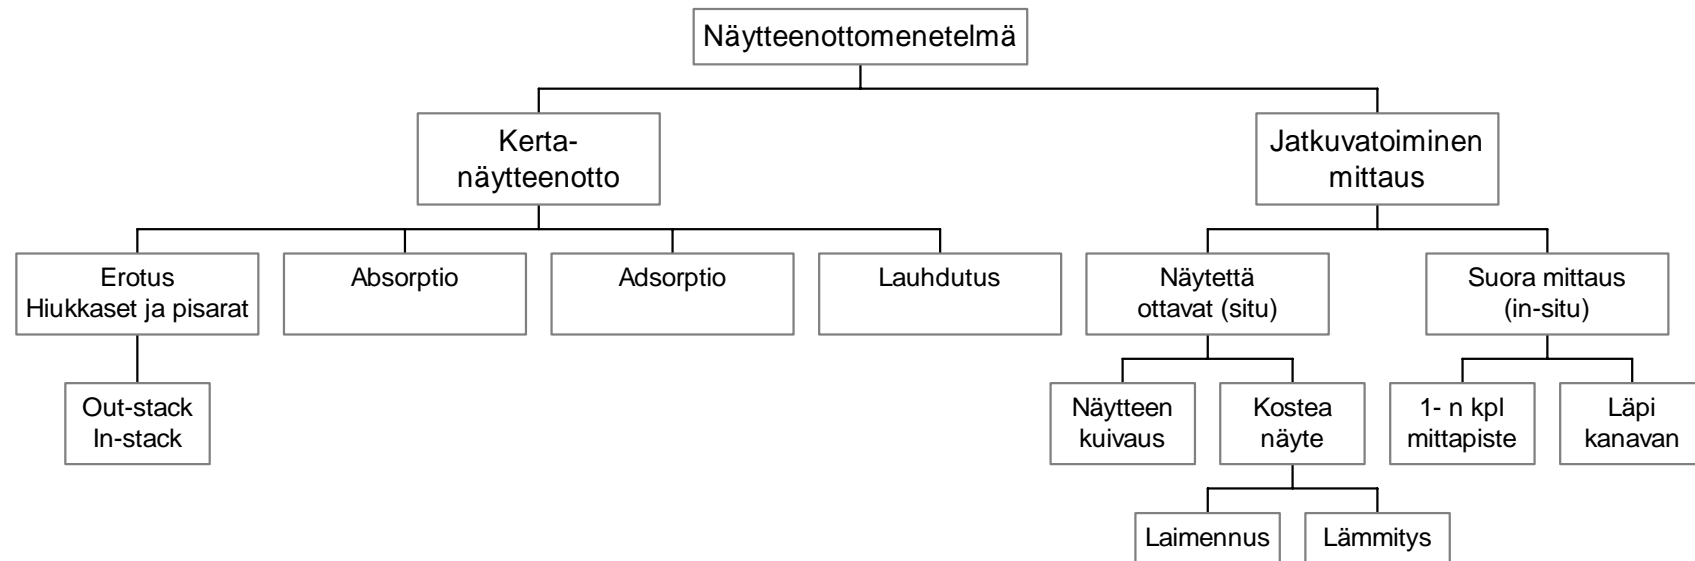 Näytteenottomenetelmä
Kerta-
näytteenotto
Jatkuvatoiminen
mittaus
Erotus
Hiukkaset ja pisarat
Absorptio
Adsorptio
Lauhdutus
Näytettä
ottavat (situ)
Suora mittaus
(in-situ)
Out-stack
In-stack
Näytteen
kuivaus
Kostea
näyte
1- n kpl
mittapiste
Läpi
kanavan
Laimennus
Lämmitys